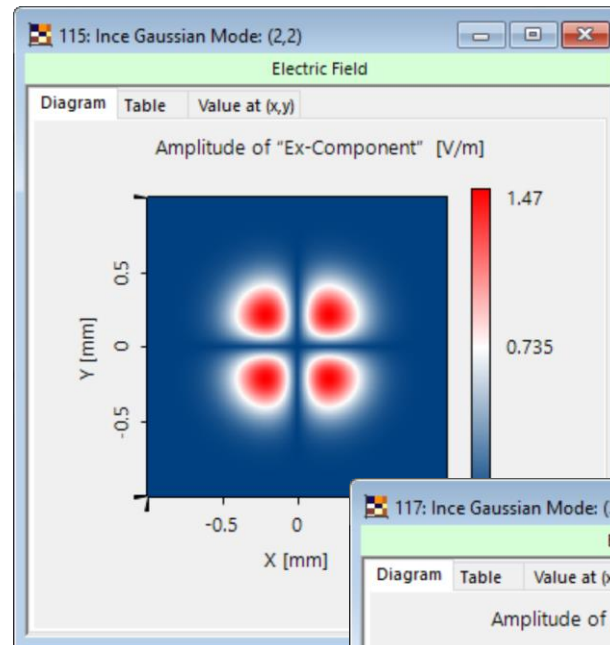 115: Ince Gaussian Mode: (2,2)
Electric Field
Diagram Table Value at (x,y)
Amplitude of “Ex-Component” [V/m]
1.47
0.5
0.735
Y [mm]
0
-0.5
-0.5 0
X [mm]
117: Ince Gaussian Mode: (
Diagram Table Value at (x
Amplitude of